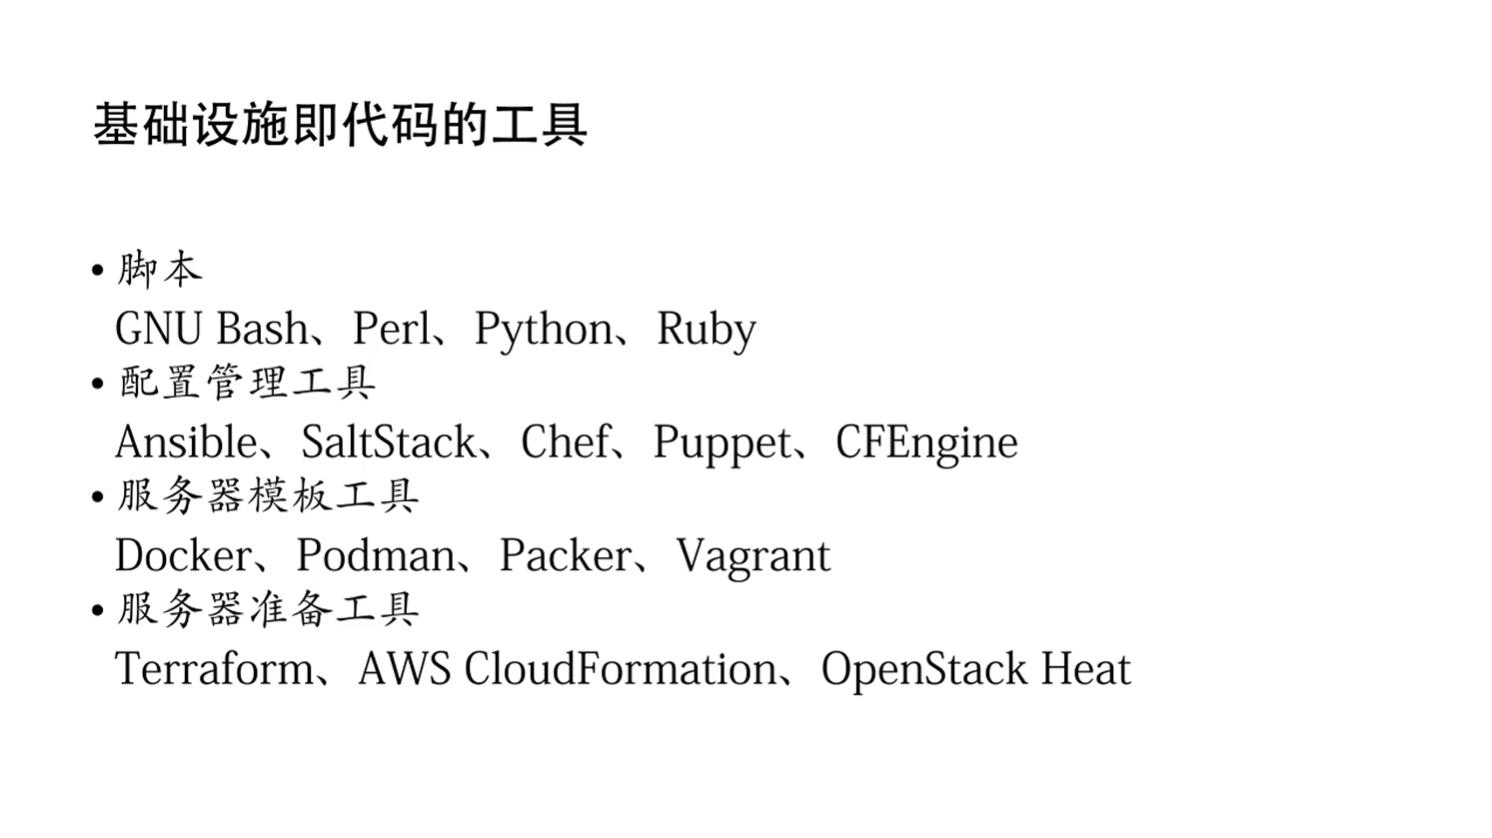 基础设施即代码的工具
• 脚本
GNU Bash、Perl、Python、Ruby
• 配置管理工具
Ansible、SaltStack、Chef、Puppet、CFEngine
• 服务器模板工具
Docker、Podman、Packer、Vagrant
• 服务器准备工具
Terraform、AWS CloudFormation、OpenStack Heat